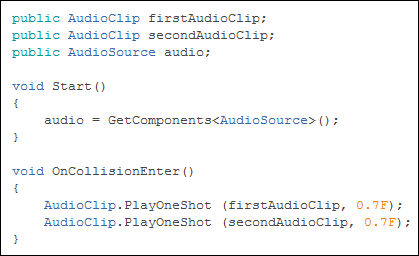 public AudioClip firstAudioClip;
public AudioClip secondAudioClip;
public AudioSource audio;
void Start()
{
audio = GetComponents<AudioSource>();
}
void OnCollisionEnter()
{
AudioClip.PlayOneShot (firstAudioClip, 0.7F);
AudioClip.PlayOneShot (secondAudioClip, 0.7F);
}